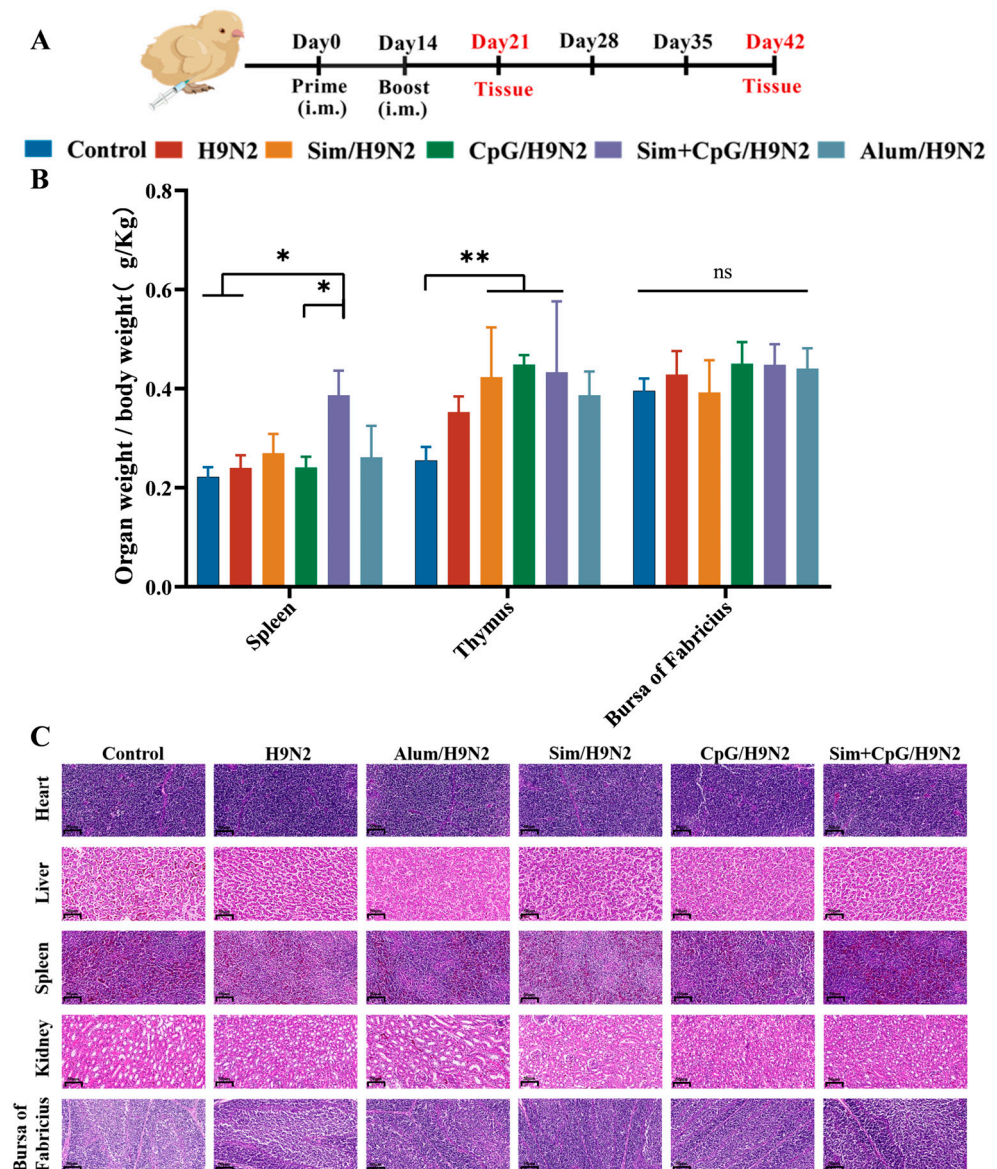 A
Day0 Day14 Day21 Day28 Day35 Day42
Prime Boost Tissue Tissue
(i.m.) (i.m.)
Control H9N2 Sim/H9N2 CpG/H9N2 Sim+CpG/H9N2 Alum/H9N2
B
Organ weight / body weight( g/Kg)
0.8
0.6
0.4
0.2
0.0
* * ** ns
Spleen Thymus Bursa of Fabricius
C
Control H9N2 Alum/H9N2 Sim/H9N2 CpG/H9N2 Sim+CpG/H9N2
Heart
Liver
Spleen
Kidney
Bursa of
Fabricius